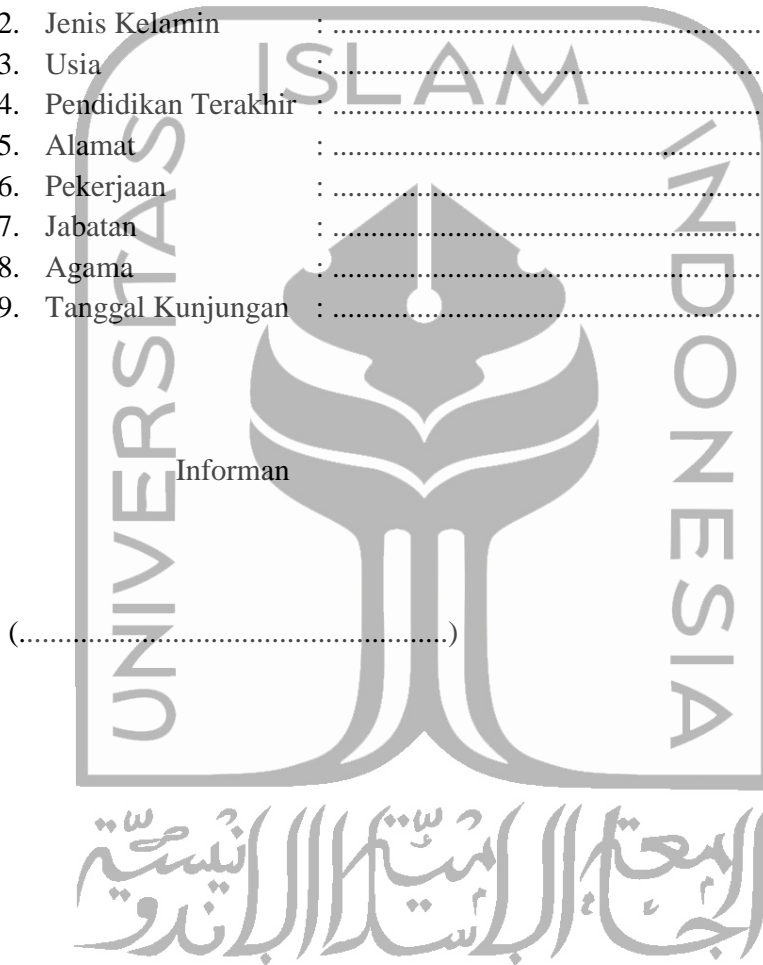 2. Jenis Kelamin : ..........................................................
3. Usia : ..........................................................
4. Pendidikan Terakhir : ..........................................................
5. Alamat : ..........................................................
6. Pekerjaan : ..........................................................
7. Jabatan : ..........................................................
8. Agama : ..........................................................
9. Tanggal Kunjungan : ..........................................................
Informan
(........................................................)
UNIVERSITAS
ISLAM
INDONESIA
الجامعة الإسلامية الإندونيسية